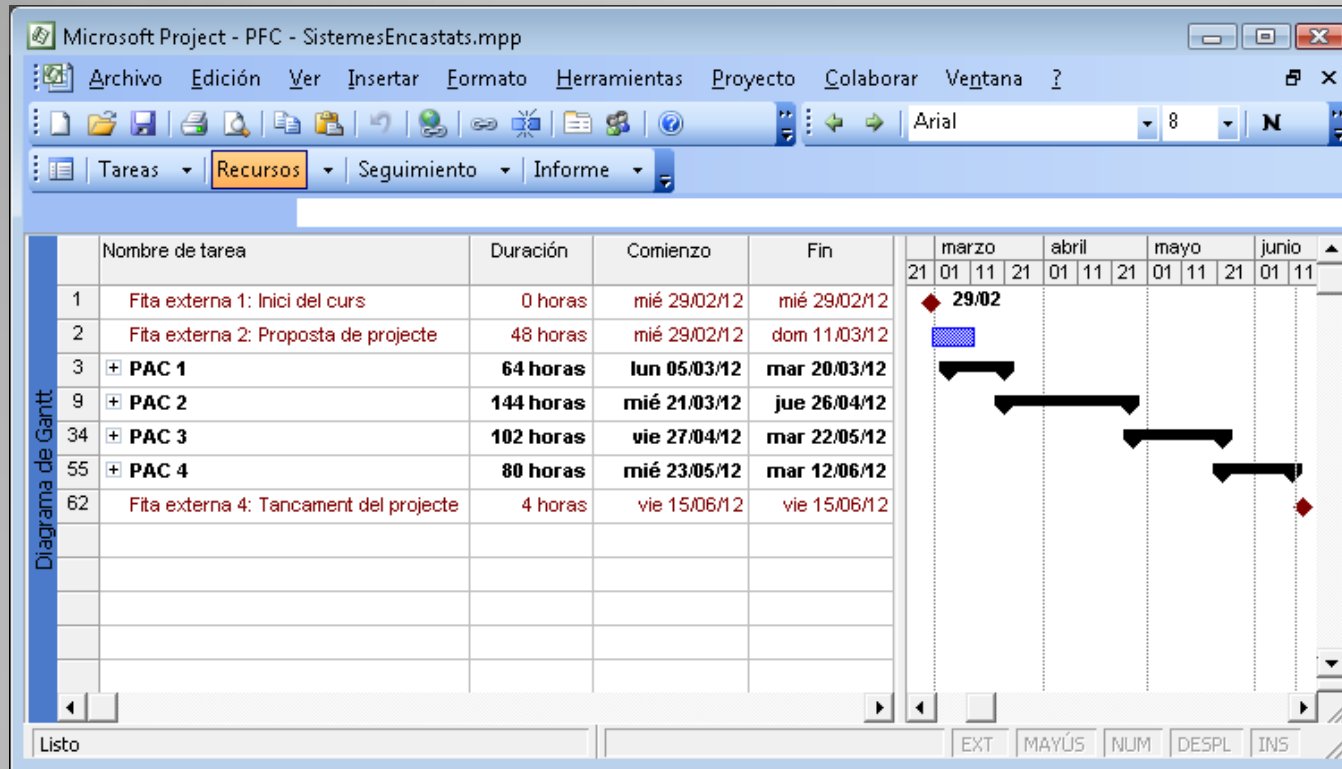 Microsoft Project - PFC - SistemesEncastats.mpp
Archivo Edición Ver Insertar Formato Herramientas Proyecto Colaborar Ventana ?
Arial 8 N
Tareas Recursos Seguimiento Informe
Nombre de tarea Duración Comienzo Fin marzo abril mayo junio
21 01 11 21 01 11 21 01 11 21 01 11
1 Fita externa 1: Inici del curs 0 horas mié 29/02/12 mié 29/02/12 29/02
2 Fita externa 2: Proposta de projecte 48 horas mié 29/02/12 dom 11/03/12
3 PAC 1 64 horas lun 05/03/12 mar 20/03/12
9 PAC 2 144 horas mié 21/03/12 jue 26/04/12
34 PAC 3 102 horas vie 27/04/12 mar 22/05/12
55 PAC 4 80 horas mié 23/05/12 mar 12/06/12
62 Fita externa 4: Tancament del projecte 4 horas vie 15/06/12 vie 15/06/12
Diagrama de Gantt
Listo EXT MAYÚS NUM DESPL INS